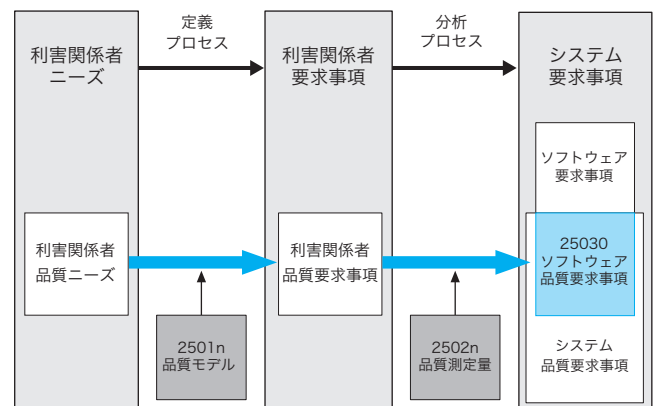 利害関係者
ニーズ
定義
プロセス
利害関係者
要求事項
分析
プロセス
システム
要求事項
ソフトウェア
要求事項
利害関係者
品質ニーズ
利害関係者
品質要求事項
25030
ソフトウェア
品質要求事項
2501n
品質モデル
2502n
品質測定量
システム
品質要求事項